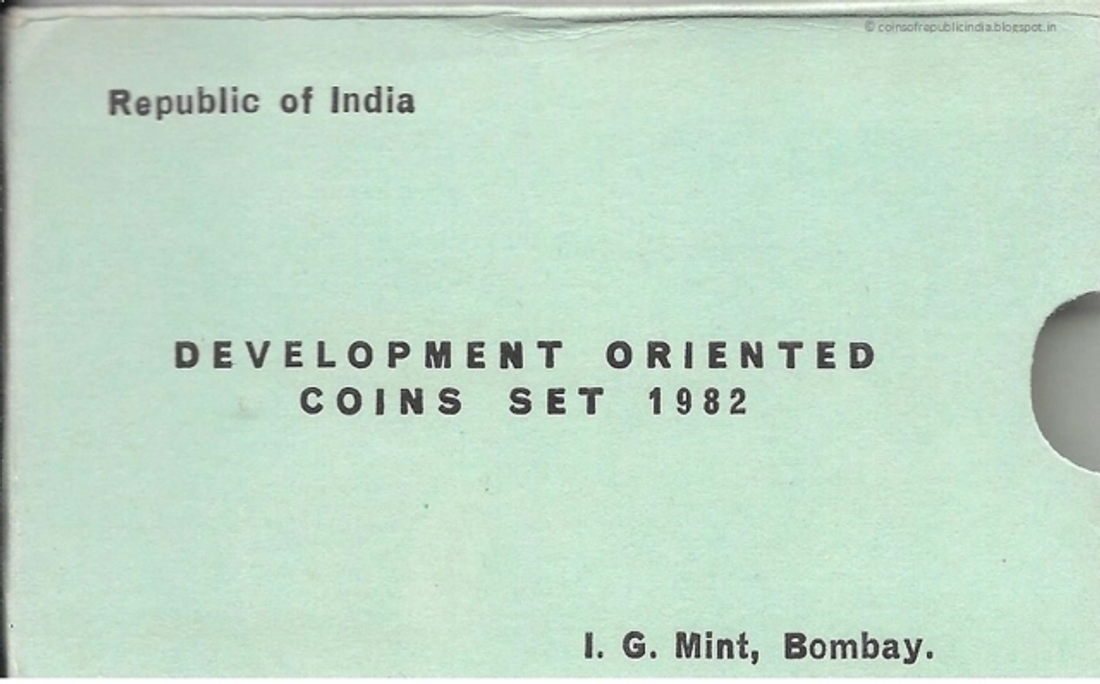 © coinsofrepublicindia.blogspot.in
Republic of India
DEVELOPMENT ORIENTED
COINS SET 1982
I. G. Mint, Bombay.